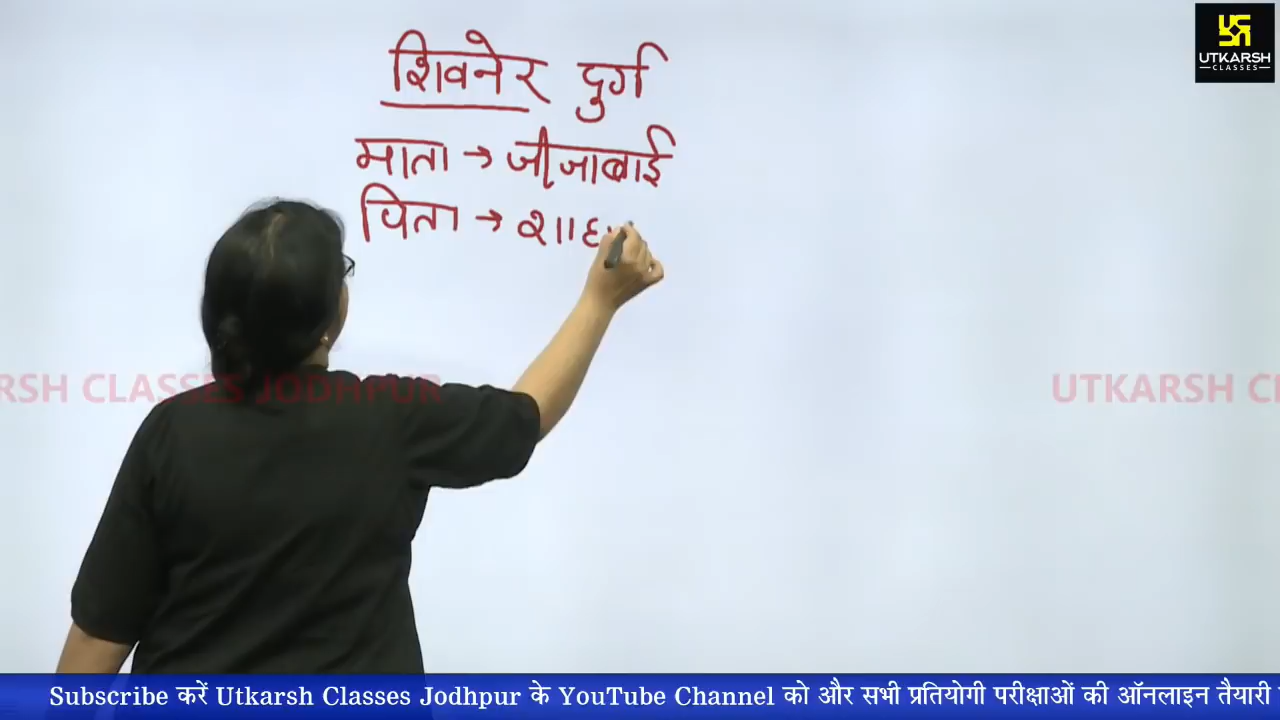 शिवनेर दुर्ग
माता → जीजाबाई
पिता →
UTKARSH
CLASSES
RSH CLASSES JODHPUR
UTKARSH
Subscribe करें Utkarsh Classes Jodhpur के YouTube Channel को और सभी प्रतियोगी परीक्षाओं की ऑनलाइन तैयारी